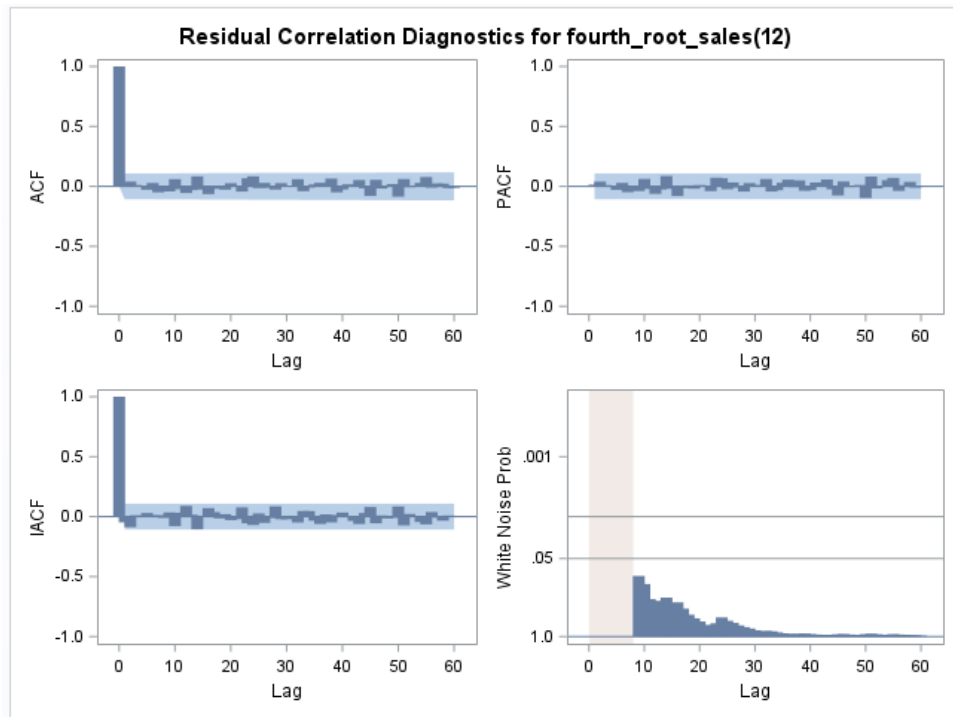 Residual Correlation Diagnostics for fourth_root_sales(12)
1.0
0.5
0.0
-0.5
-1.0
ACF
0 10 20 30 40 50 60
Lag
1.0
0.5
0.0
-0.5
-1.0
PACF
0 10 20 30 40 50 60
Lag
1.0
0.5
0.0
-0.5
-1.0
IACF
0 10 20 30 40 50 60
Lag
.001
.05
1.0
White Noise Prob
0 10 20 30 40 50 60
Lag